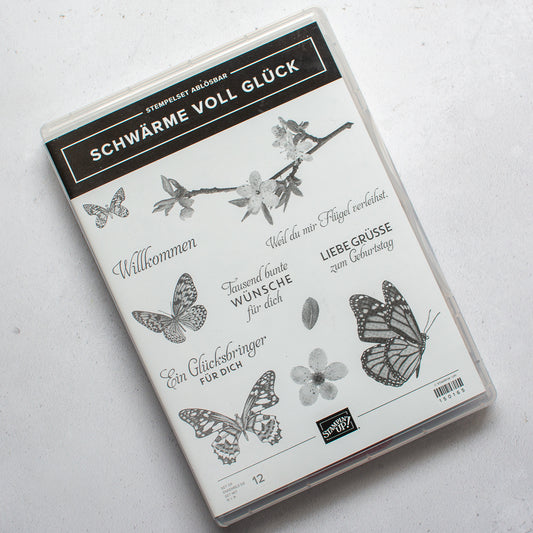 STEMPELSET ABLÖSBAR
SCHWÄRME VOLL GLÜCK
Willkommen
Weil du mir Flügel verleihst.
Tausend bunte
WÜNSCHE
für dich
LIEBE GRÜSSE
zum Geburtstag
Ein Glücksbringer
FÜR DICH
STAMPIN'
UP!
150165
12